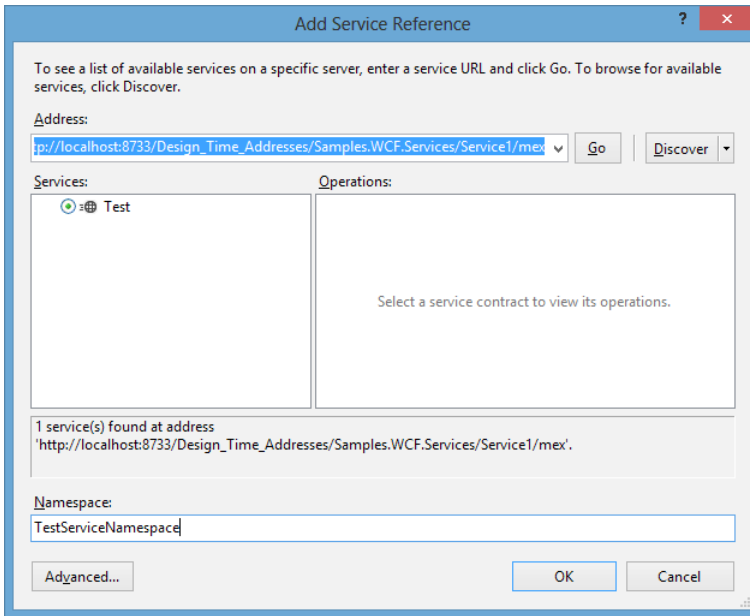 Add Service Reference
?
To see a list of available services on a specific server, enter a service URL and click Go. To browse for available
services, click Discover.
Address:
tp://localhost:8733/Design_Time_Addresses/Samples.WCF.Services/Service1/mex
Go
Discover
Services:
Operations:
Test
Select a service contract to view its operations.
1 service(s) found at address
'http://localhost:8733/Design_Time_Addresses/Samples.WCF.Services/Service1/mex'.
Namespace:
TestServiceNamespace
Advanced...
OK
Cancel